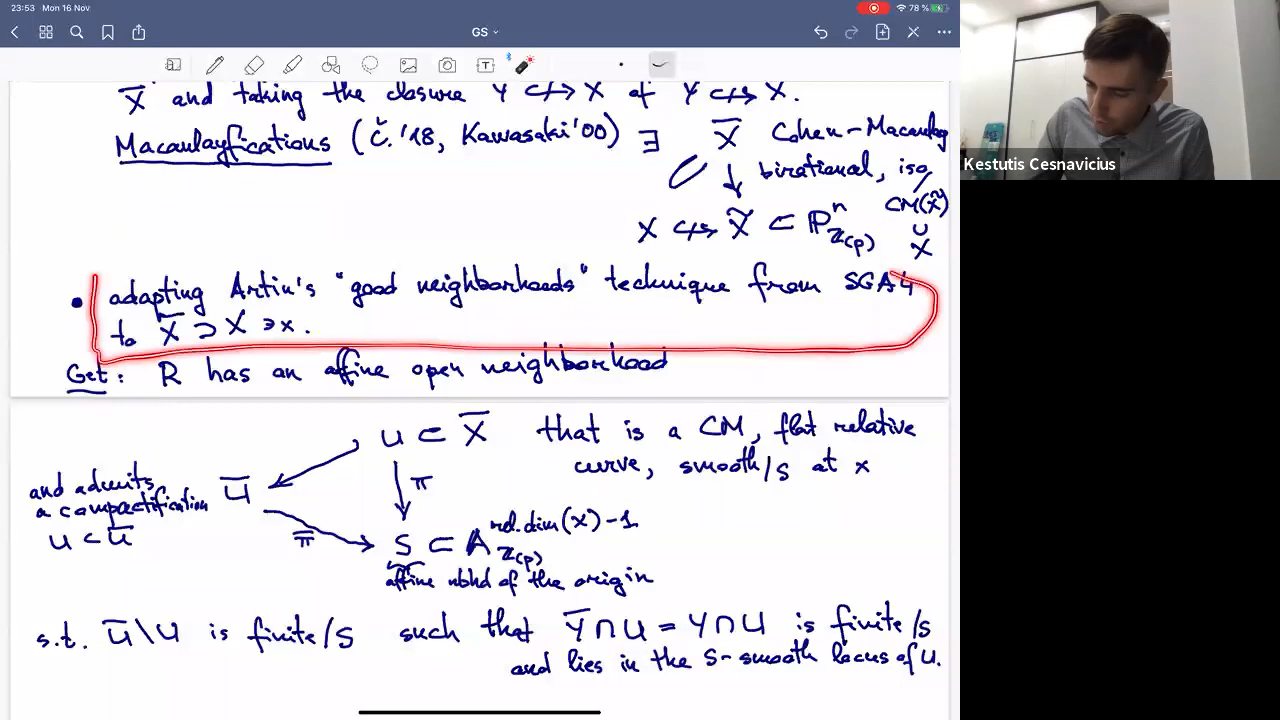 23:53 Mon 16 Nov
78 %
GS
X̄ and taking the closure Y ↪ X of Y ↪ X.
Macaulayfications (Č.'18, Kawasaki'00) ∃ X̄ Cohen-Macaulay
birational, iso/
CM(X̃)
∪
X
X ↪ X̃ ⊂ ℙⁿ_ℤ(p)
• adapting Artin's "good neighborhoods" technique from SGA4
to X̄ ⊃ X ∋ x.
Get: R has an affine open neighborhood
U ⊂ X̄ that is a CM, flat relative
curve, smooth/S at x
and admits
a compactification
U ⊂ Ū
Ū
π
π̄
S ⊂ 𝔸^{rel.dim(X)-1}_ℤ(p)
affine nbhd of the origin
s.t. Ū\U is finite/S such that Ȳ∩U = Y∩U is finite/S
and lies in the S-smooth locus of U.
Kestutis Cesnavicius